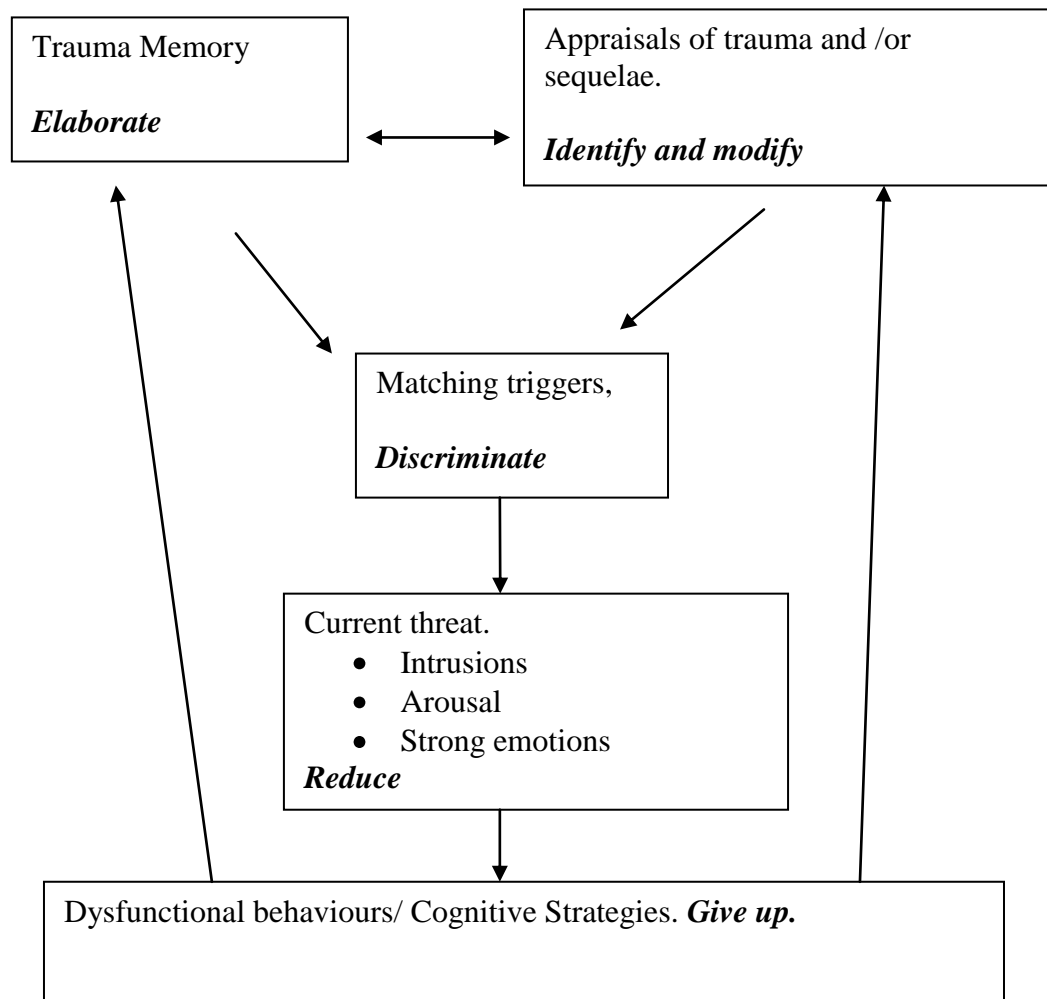 Trauma Memory
Elaborate
Appraisals of trauma and /or
sequelae.
Identify and modify
Matching triggers,
Discriminate
Current threat.
• Intrusions
• Arousal
• Strong emotions
Reduce
Dysfunctional behaviours/ Cognitive Strategies. Give up.